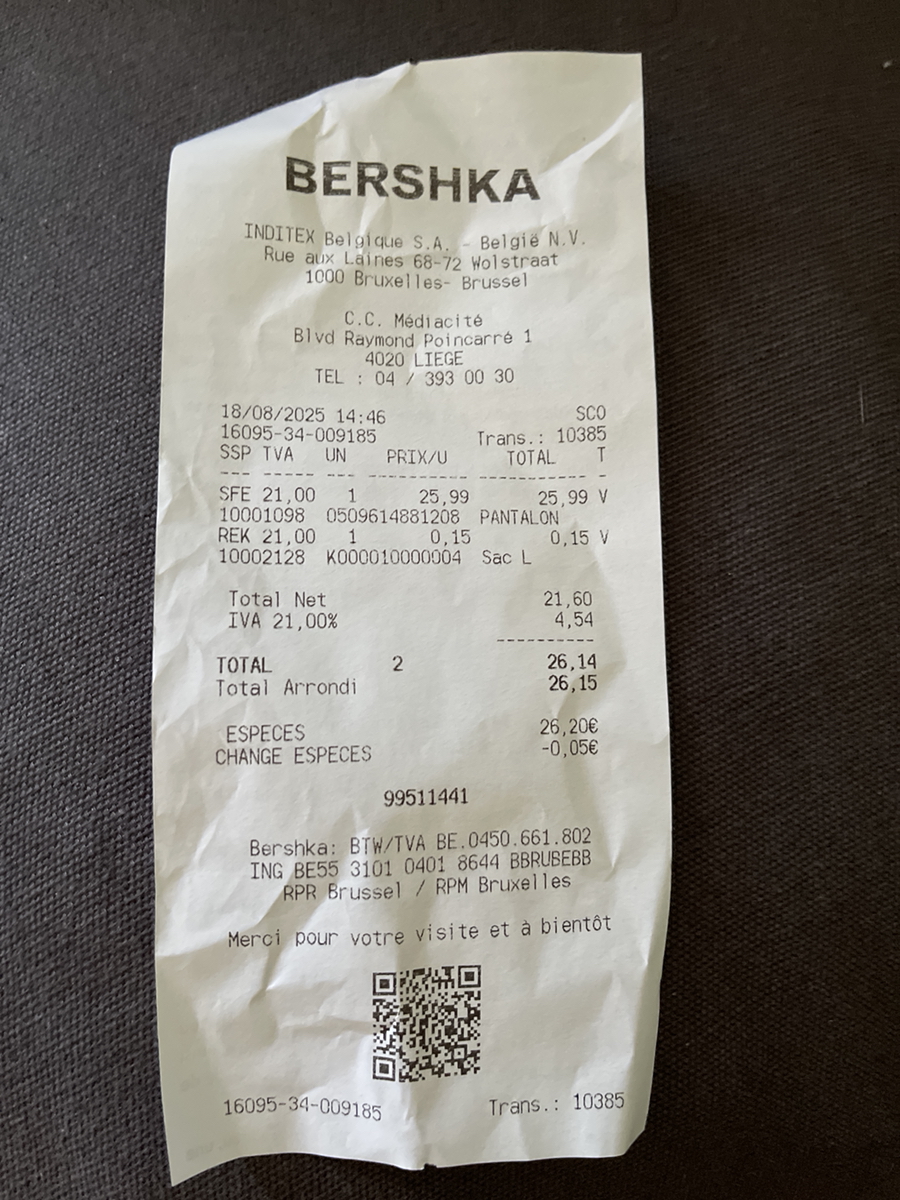 BERSHKA
INDITEX Belgique S.A. - België N.V.
Rue aux Laines 68-72 Wolstraat
1000 Bruxelles- Brussel
C.C. Médiacité
Blvd Raymond Poincarré 1
4020 LIEGE
TEL : 04 / 393 00 30
18/08/2025 14:46 SCO
16095-34-009185 Trans.: 10385
SSP TVA UN PRIX/U TOTAL T
--- ----- --- ---------- ------------ -
SFE 21,00 1 25,99 25,99 V
10001098 0509614881208 PANTALON
REK 21,00 1 0,15 0,15 V
10002128 K000010000004 Sac L
Total Net 21,60
IVA 21,00% 4,54
----------
TOTAL 2 26,14
Total Arrondi 26,15
ESPECES 26,20€
CHANGE ESPECES -0,05€
99511441
Bershka: BTW/TVA BE.0450.661.802
ING BE55 3101 0401 8644 BBRUBEBB
RPR Brussel / RPM Bruxelles
Merci pour votre visite et à bientôt
16095-34-009185 Trans.: 10385